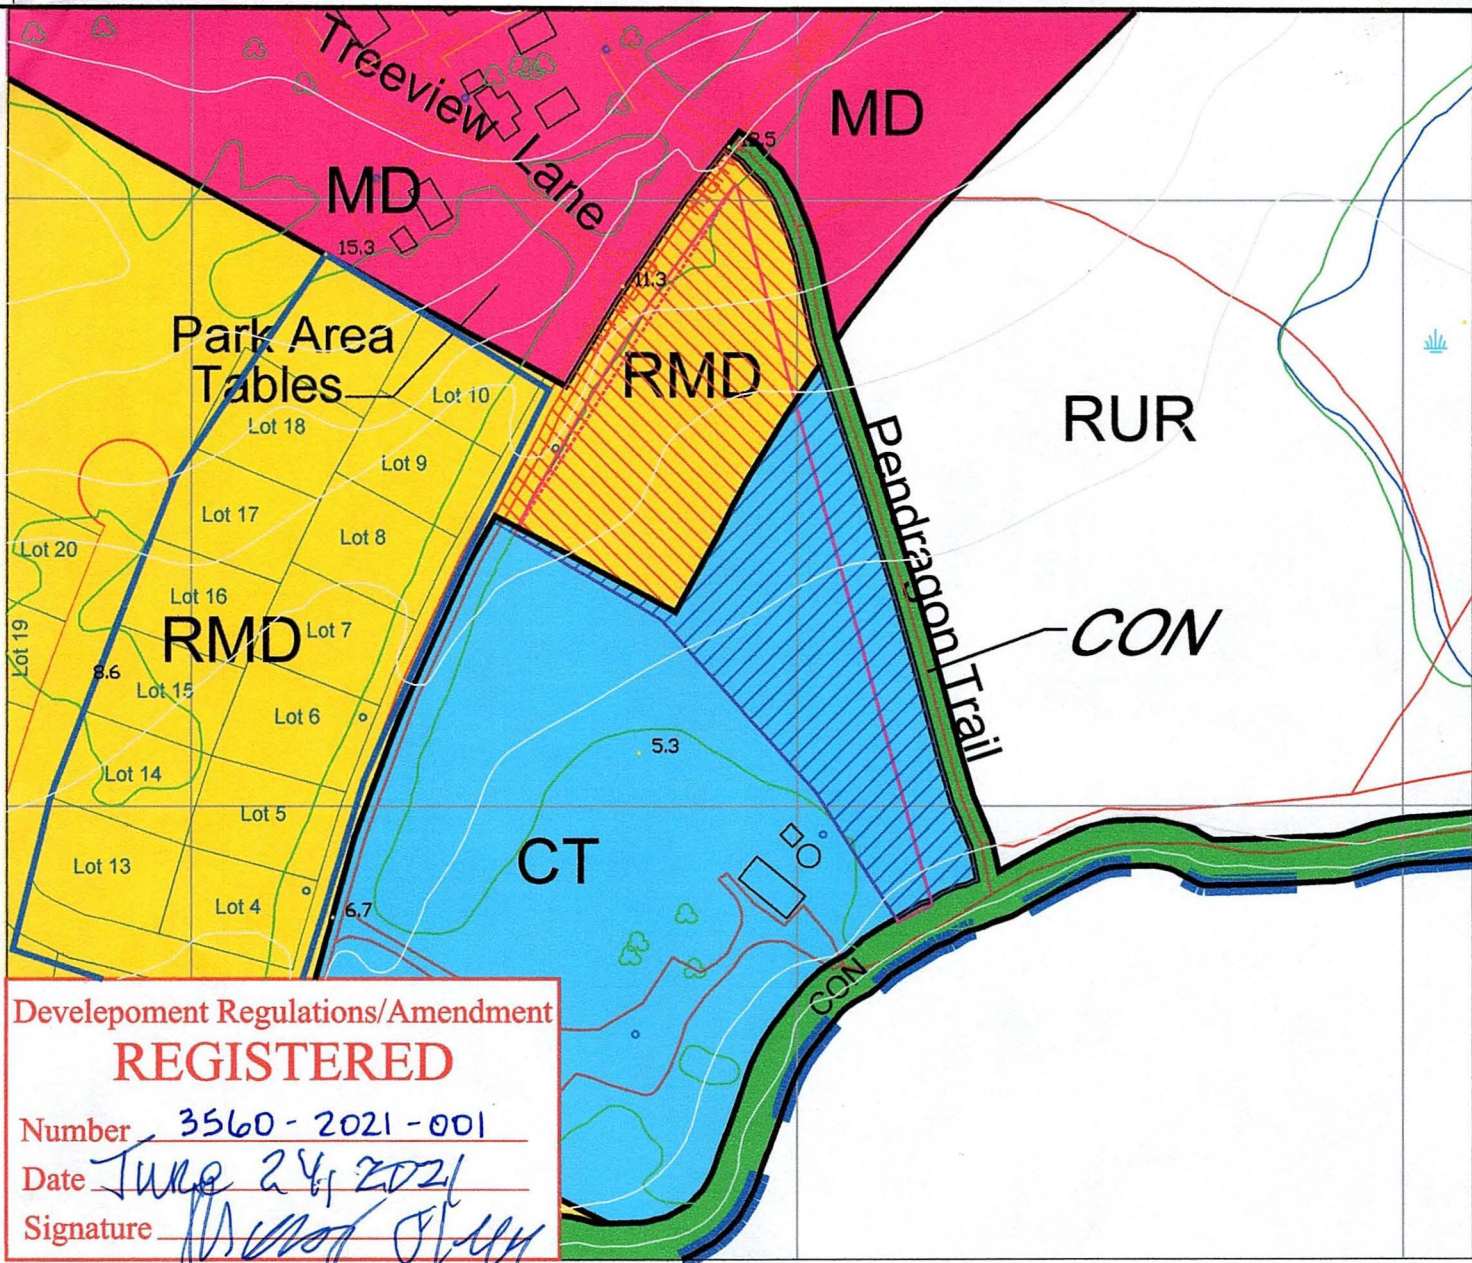 Treeview Lane
MD
12.5
MD
15.3
11.3
Park Area
Tables
RMD
Lot 10
RUR
Lot 18
Lot 9
Pendragon Trail
Lot 17
Lot 8
Lot 20
Lot 16
RMD
Lot 7
CON
Lot 19
8.6
Lot 15
Lot 6
5.3
Lot 14
Lot 5
CT
Lot 13
Lot 4
6.7
CON
Develepoment Regulations/Amendment
REGISTERED
Number 3560-2021-001
Date June 24, 2021
Signature